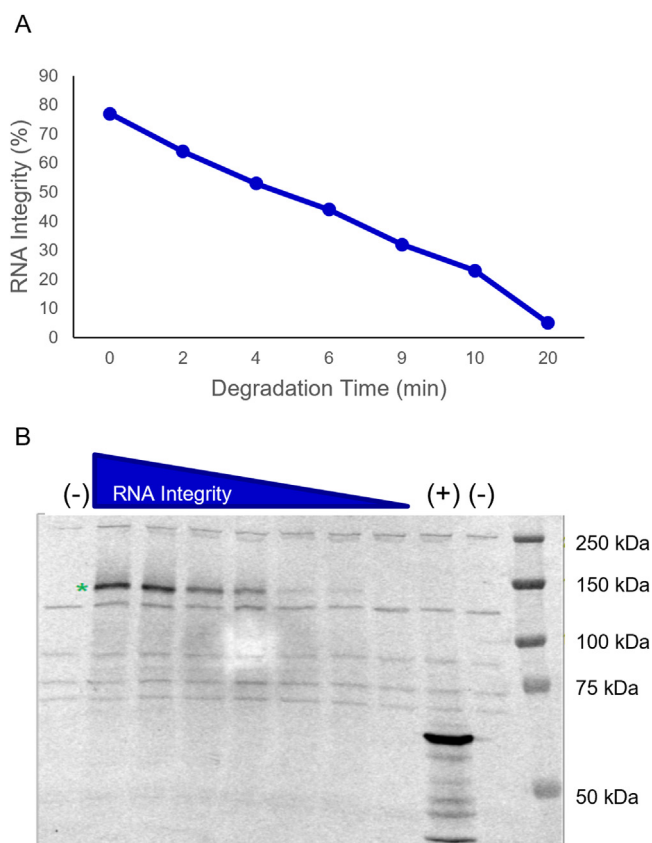 A
90
80
70
60
50
40
30
20
10
0
RNA Integrity (%)
0 2 4 6 9 10 20
Degradation Time (min)
B
(-) RNA Integrity (+) (-)
250 kDa
*
150 kDa
100 kDa
75 kDa
50 kDa